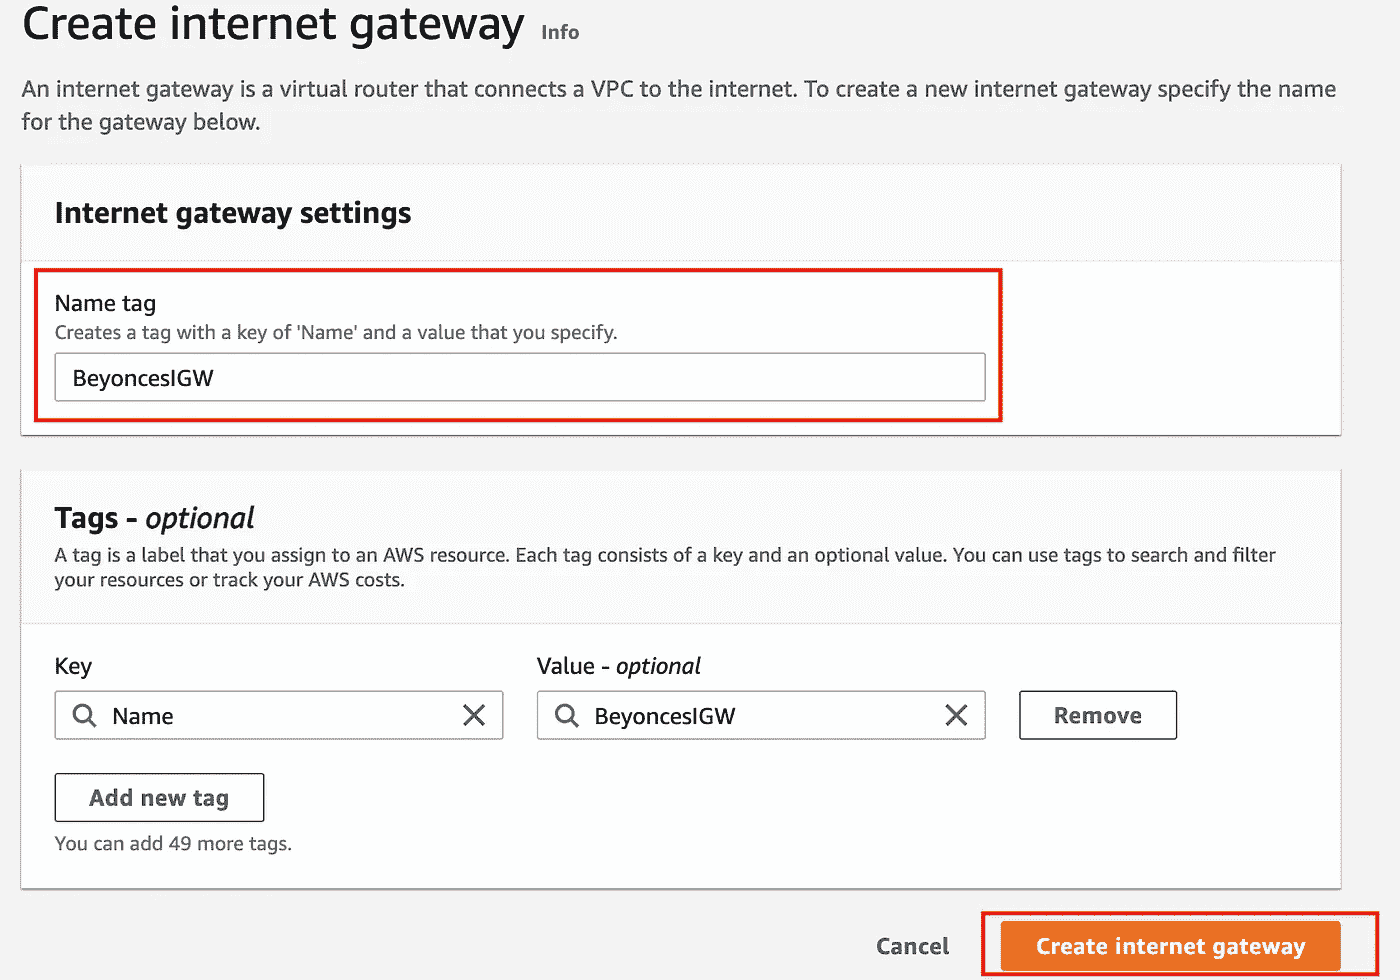 Create internet gateway Info
An internet gateway is a virtual router that connects a VPC to the internet. To create a new internet gateway specify the name
for the gateway below.
Internet gateway settings
Name tag
Creates a tag with a key of 'Name' and a value that you specify.
BeyoncesIGW
Tags - optional
A tag is a label that you assign to an AWS resource. Each tag consists of a key and an optional value. You can use tags to search and filter
your resources or track your AWS costs.
Key Value - optional
Name BeyoncesIGW Remove
Add new tag
You can add 49 more tags.
Cancel Create internet gateway